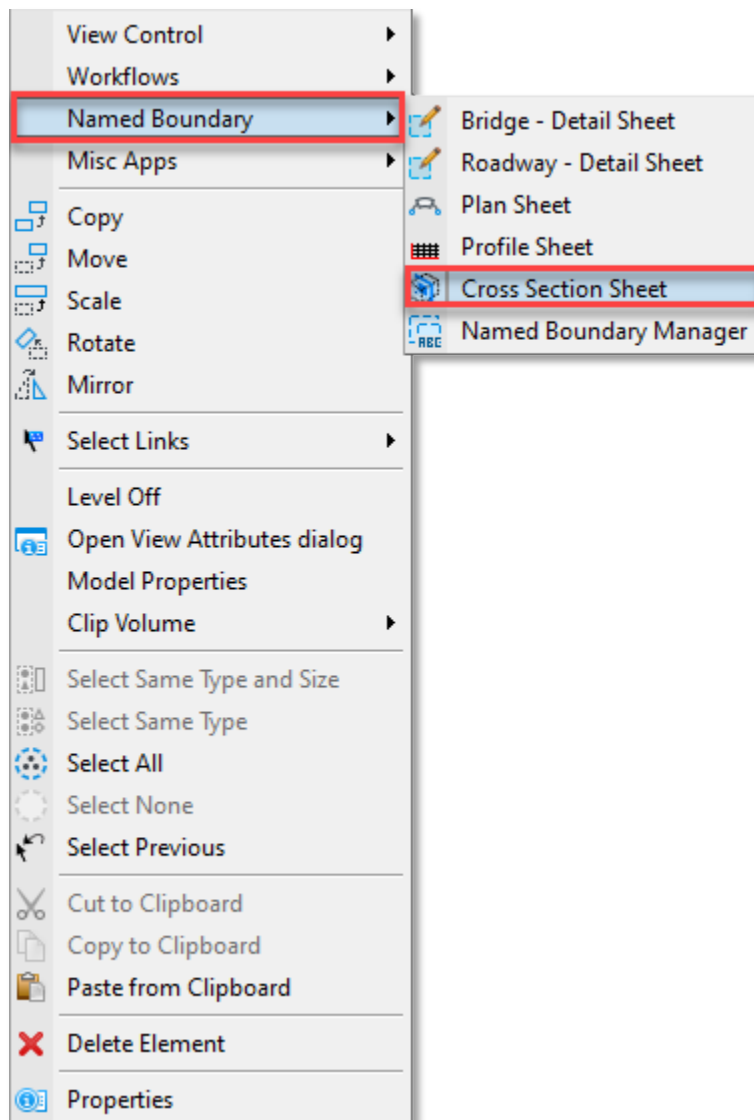 View Control
Workflows
Named Boundary
Misc Apps
Copy
Move
Scale
Rotate
Mirror
Select Links
Level Off
Open View Attributes dialog
Model Properties
Clip Volume
Select Same Type and Size
Select Same Type
Select All
Select None
Select Previous
Cut to Clipboard
Copy to Clipboard
Paste from Clipboard
Delete Element
Properties
Bridge - Detail Sheet
Roadway - Detail Sheet
Plan Sheet
Profile Sheet
Cross Section Sheet
ABC
Named Boundary Manager